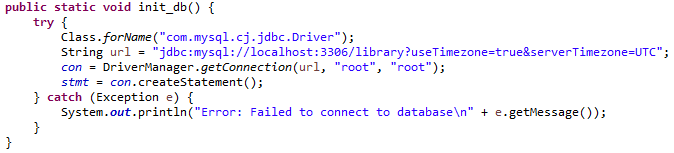 public static void init_db() {
    try {
        Class.forName("com.mysql.cj.jdbc.Driver");
        String url = "jdbc:mysql://localhost:3306/library?useTimezone=true&serverTimezone=UTC";
        con = DriverManager.getConnection(url, "root", "root");
        stmt = con.createStatement();
    } catch (Exception e) {
        System.out.println("Error: Failed to connect to database\n" + e.getMessage());
    }
}